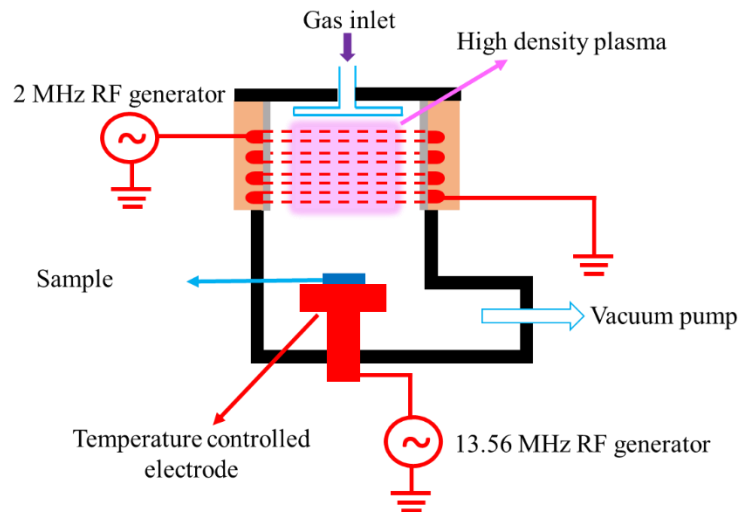 Gas inlet
High density plasma
2 MHz RF generator
Sample
Vacuum pump
Temperature controlled
electrode
13.56 MHz RF generator